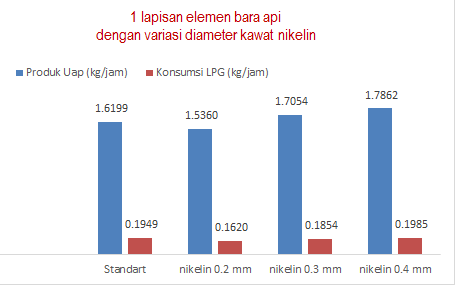 1 lapisan elemen bara api
dengan variasi diameter kawat nikelin
Produk Uap (kg/jam) Konsumsi LPG (kg/jam)
1.6199 1.5360 1.7054 1.7862
0.1949 0.1620 0.1854 0.1985
Standart nikelin 0.2 mm nikelin 0.3 mm nikelin 0.4 mm